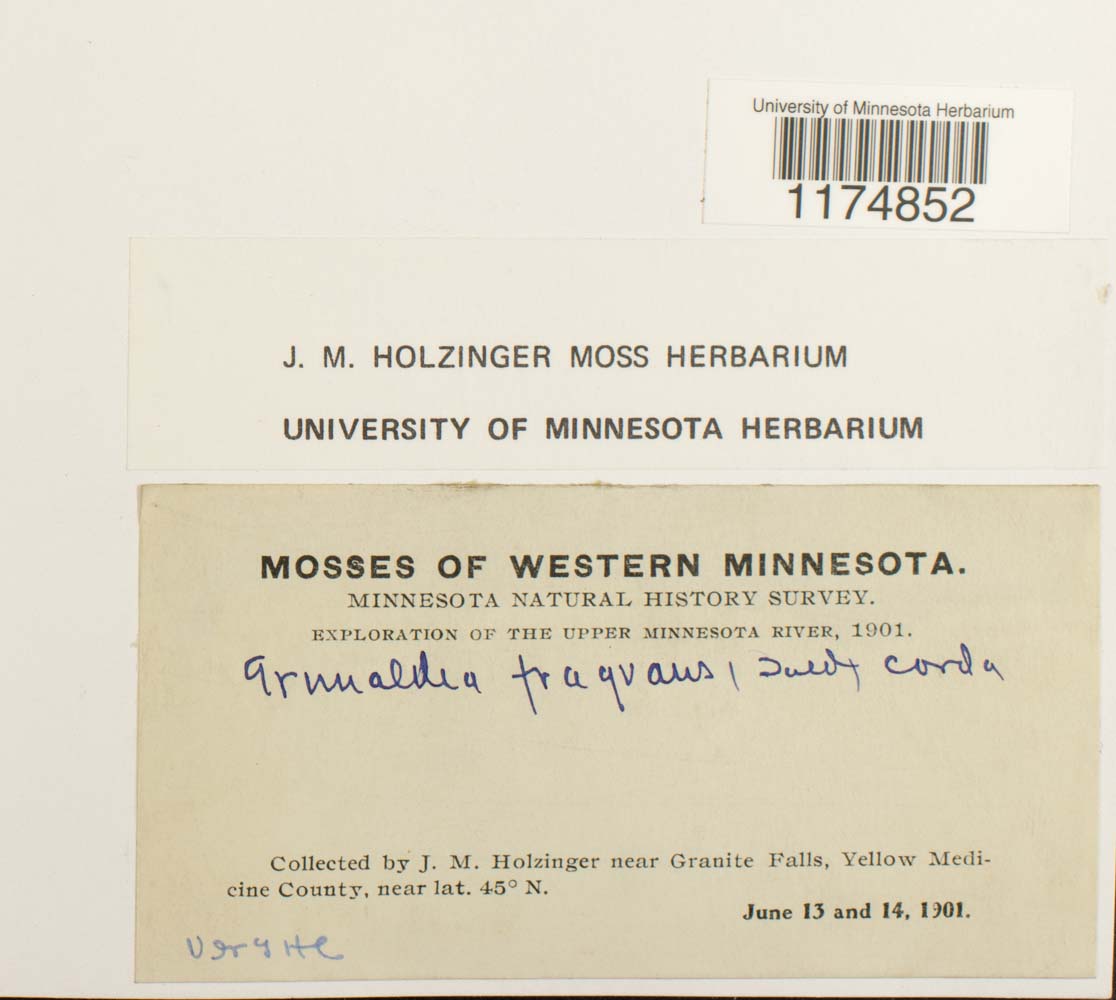 University of Minnesota Herbarium
1174852
J. M. HOLZINGER MOSS HERBARIUM
UNIVERSITY OF MINNESOTA HERBARIUM
MOSSES OF WESTERN MINNESOTA.
MINNESOTA NATURAL HISTORY SURVEY.
EXPLORATION OF THE UPPER MINNESOTA RIVER, 1901.
Grimaldia fragrans corda
Collected by J. M. Holzinger near Granite Falls, Yellow Medi-
cine County, near lat. 45° N.
June 13 and 14, 1901.